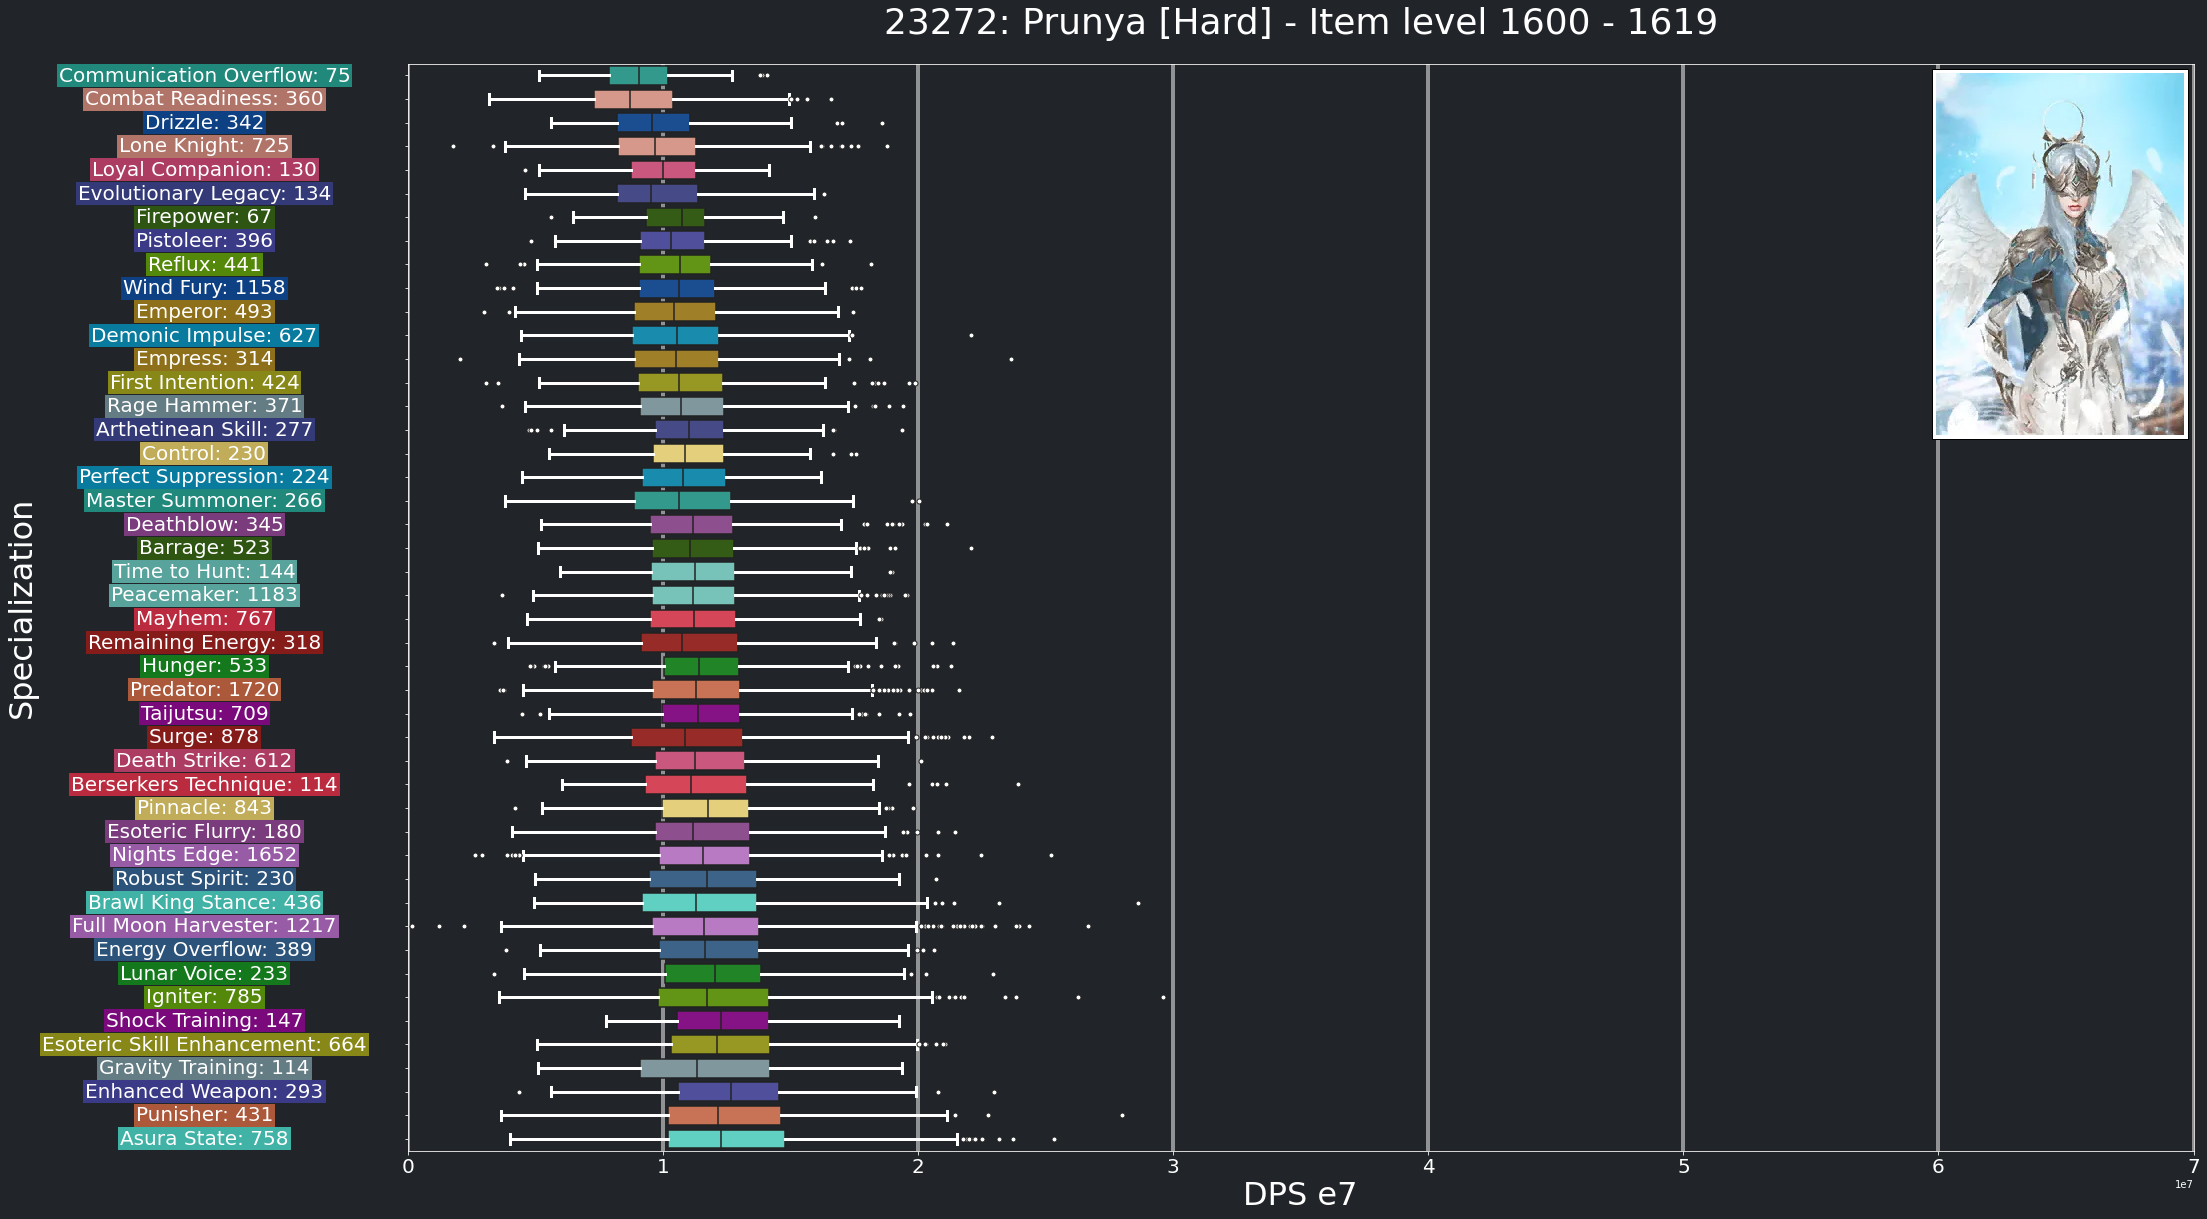 23272: Prunya [Hard] - Item level 1600 - 1619
Communication Overflow: 75
Combat Readiness: 360
Drizzle: 342
Lone Knight: 725
Loyal Companion: 130
Evolutionary Legacy: 134
Firepower: 67
Pistoleer: 396
Reflux: 441
Wind Fury: 1158
Emperor: 493
Demonic Impulse: 627
Empress: 314
First Intention: 424
Rage Hammer: 371
Arthetinean Skill: 277
Control: 230
Perfect Suppression: 224
Master Summoner: 266
Deathblow: 345
Barrage: 523
Time to Hunt: 144
Peacemaker: 1183
Mayhem: 767
Remaining Energy: 318
Hunger: 533
Predator: 1720
Taijutsu: 709
Surge: 878
Death Strike: 612
Berserkers Technique: 114
Pinnacle: 843
Esoteric Flurry: 180
Nights Edge: 1652
Robust Spirit: 230
Brawl King Stance: 436
Full Moon Harvester: 1217
Energy Overflow: 389
Lunar Voice: 233
Igniter: 785
Shock Training: 147
Esoteric Skill Enhancement: 664
Gravity Training: 114
Enhanced Weapon: 293
Punisher: 431
Asura State: 758
Specialization
0 1 2 3 4 5 6 7
1e7
DPS e7